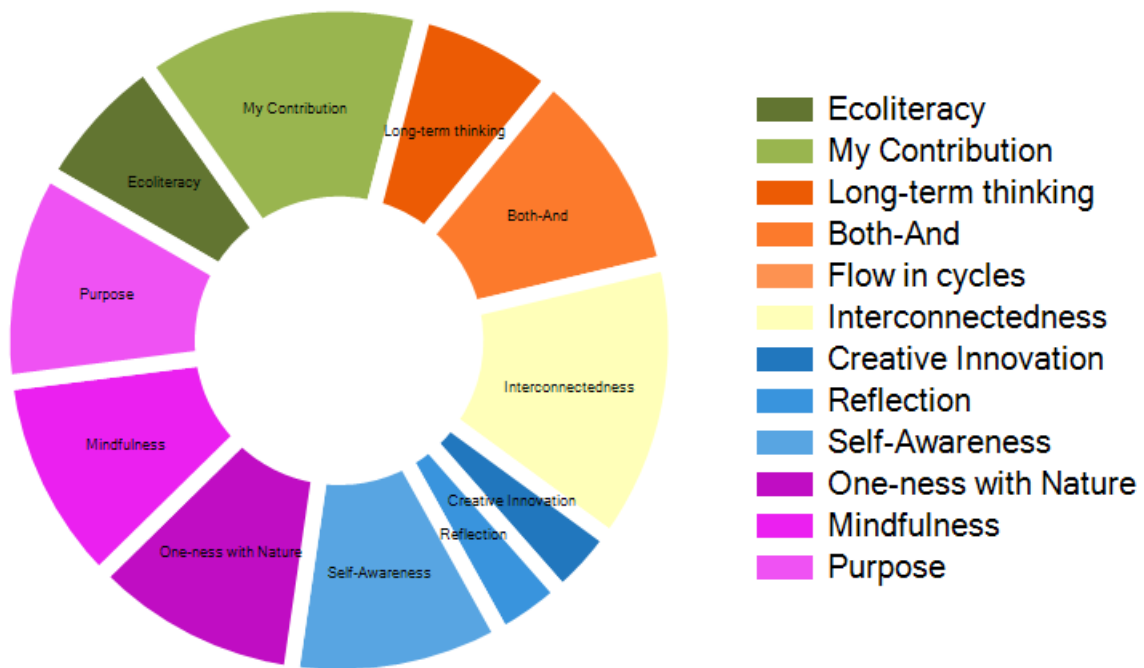 My Contribution
Long-term thinking
Ecoliteracy
Both-And
Purpose
Interconnectedness
Mindfulness
Creative Innovation
Reflection
One-ness with Nature
Self-Awareness
Ecoliteracy
My Contribution
Long-term thinking
Both-And
Flow in cycles
Interconnectedness
Creative Innovation
Reflection
Self-Awareness
One-ness with Nature
Mindfulness
Purpose